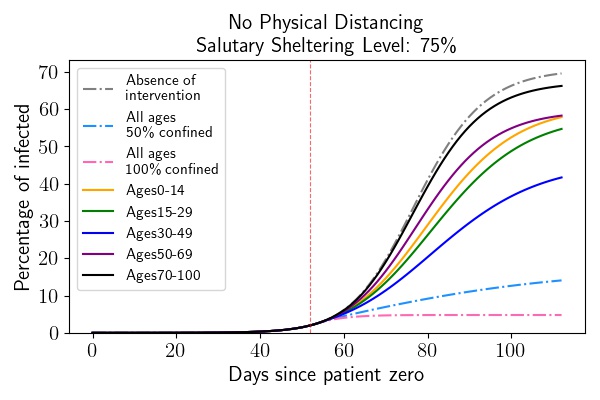 No Physical Distancing
Salutary Sheltering Level: 75%
Percentage of infected
70
60
50
40
30
20
10
0
Absence of
intervention
All ages
50% confined
All ages
100% confined
Ages0-14
Ages15-29
Ages30-49
Ages50-69
Ages70-100
0 20 40 60 80 100
Days since patient zero